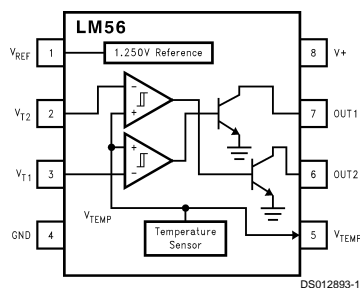 LM56
V_REF 1 1.250V Reference 8 V+
V_T2 2 − + 7 OUT1
V_T1 3 + − 6 OUT2
V_TEMP
GND 4 Temperature Sensor 5 V_TEMP
DS012893-1